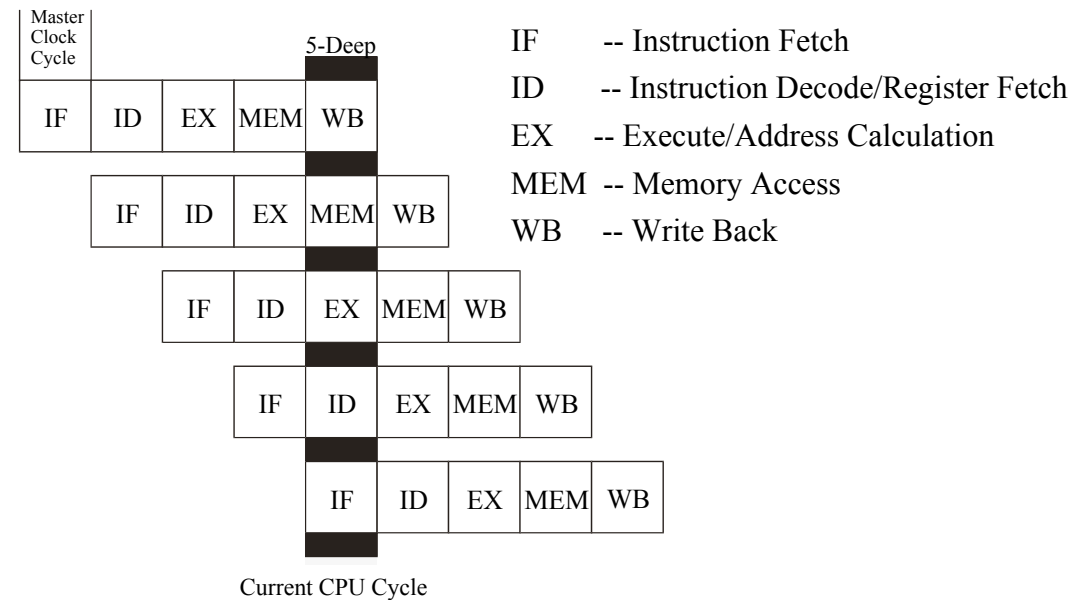 Master
Clock
Cycle
5-Deep
IF -- Instruction Fetch
ID -- Instruction Decode/Register Fetch
EX -- Execute/Address Calculation
MEM -- Memory Access
WB -- Write Back
IF ID EX MEM WB
IF ID EX MEM WB
IF ID EX MEM WB
IF ID EX MEM WB
IF ID EX MEM WB
Current CPU Cycle